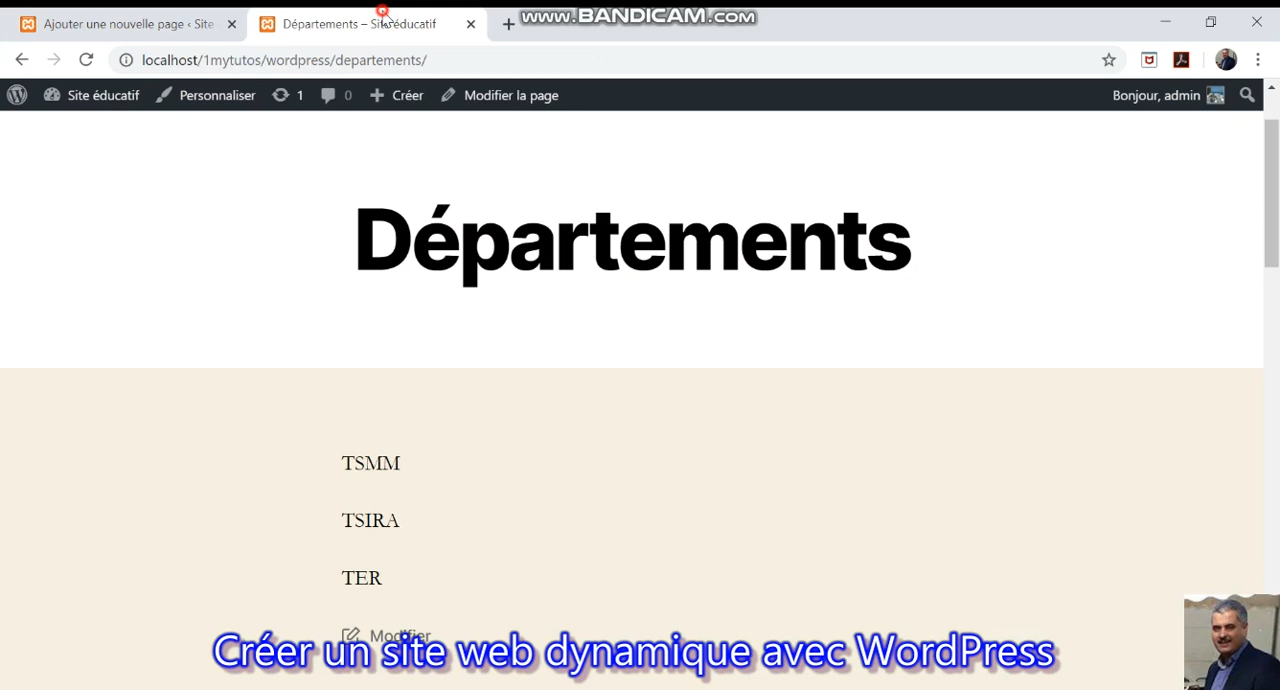 Ajouter une nouvelle page ‹ Site
Départements – Site éducatif
www.BANDICAM.com
localhost/1mytutos/wordpress/departements/
Site éducatif
Personnaliser
1
0
Créer
Modifier la page
Bonjour, admin
Départements
TSMM
TSIRA
TER
Modifier
Créer un site web dynamique avec WordPress